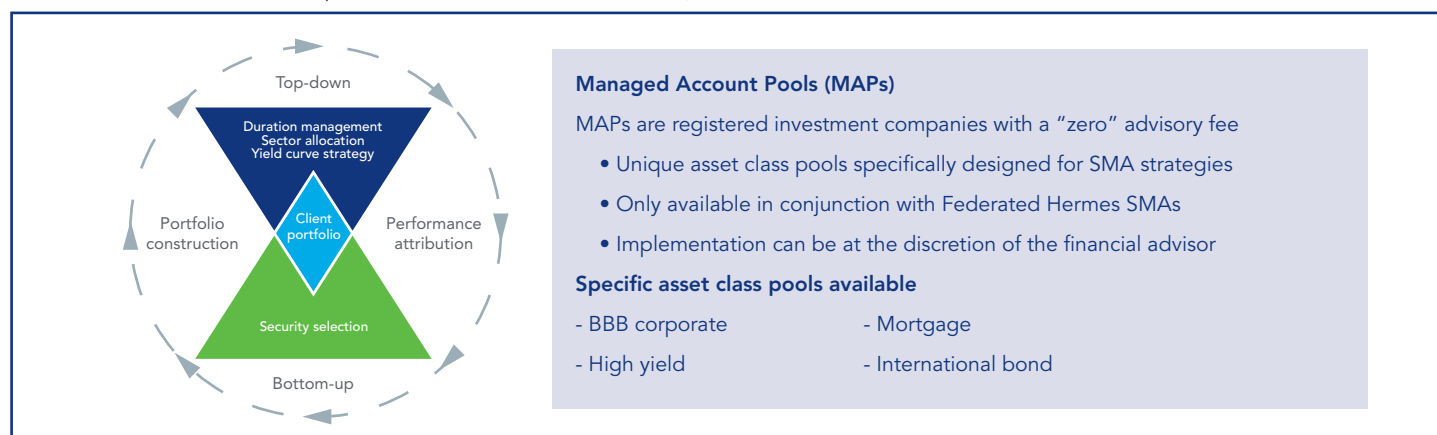 Top-down
Duration management
Sector allocation
Yield curve strategy
Portfolio
construction
Client
portfolio
Performance
attribution
Security selection
Bottom-up
Managed Account Pools (MAPs)
MAPs are registered investment companies with a “zero” advisory fee
• Unique asset class pools specifically designed for SMA strategies
• Only available in conjunction with Federated Hermes SMAs
• Implementation can be at the discretion of the financial advisor
Specific asset class pools available
- BBB corporate - Mortgage
- High yield - International bond